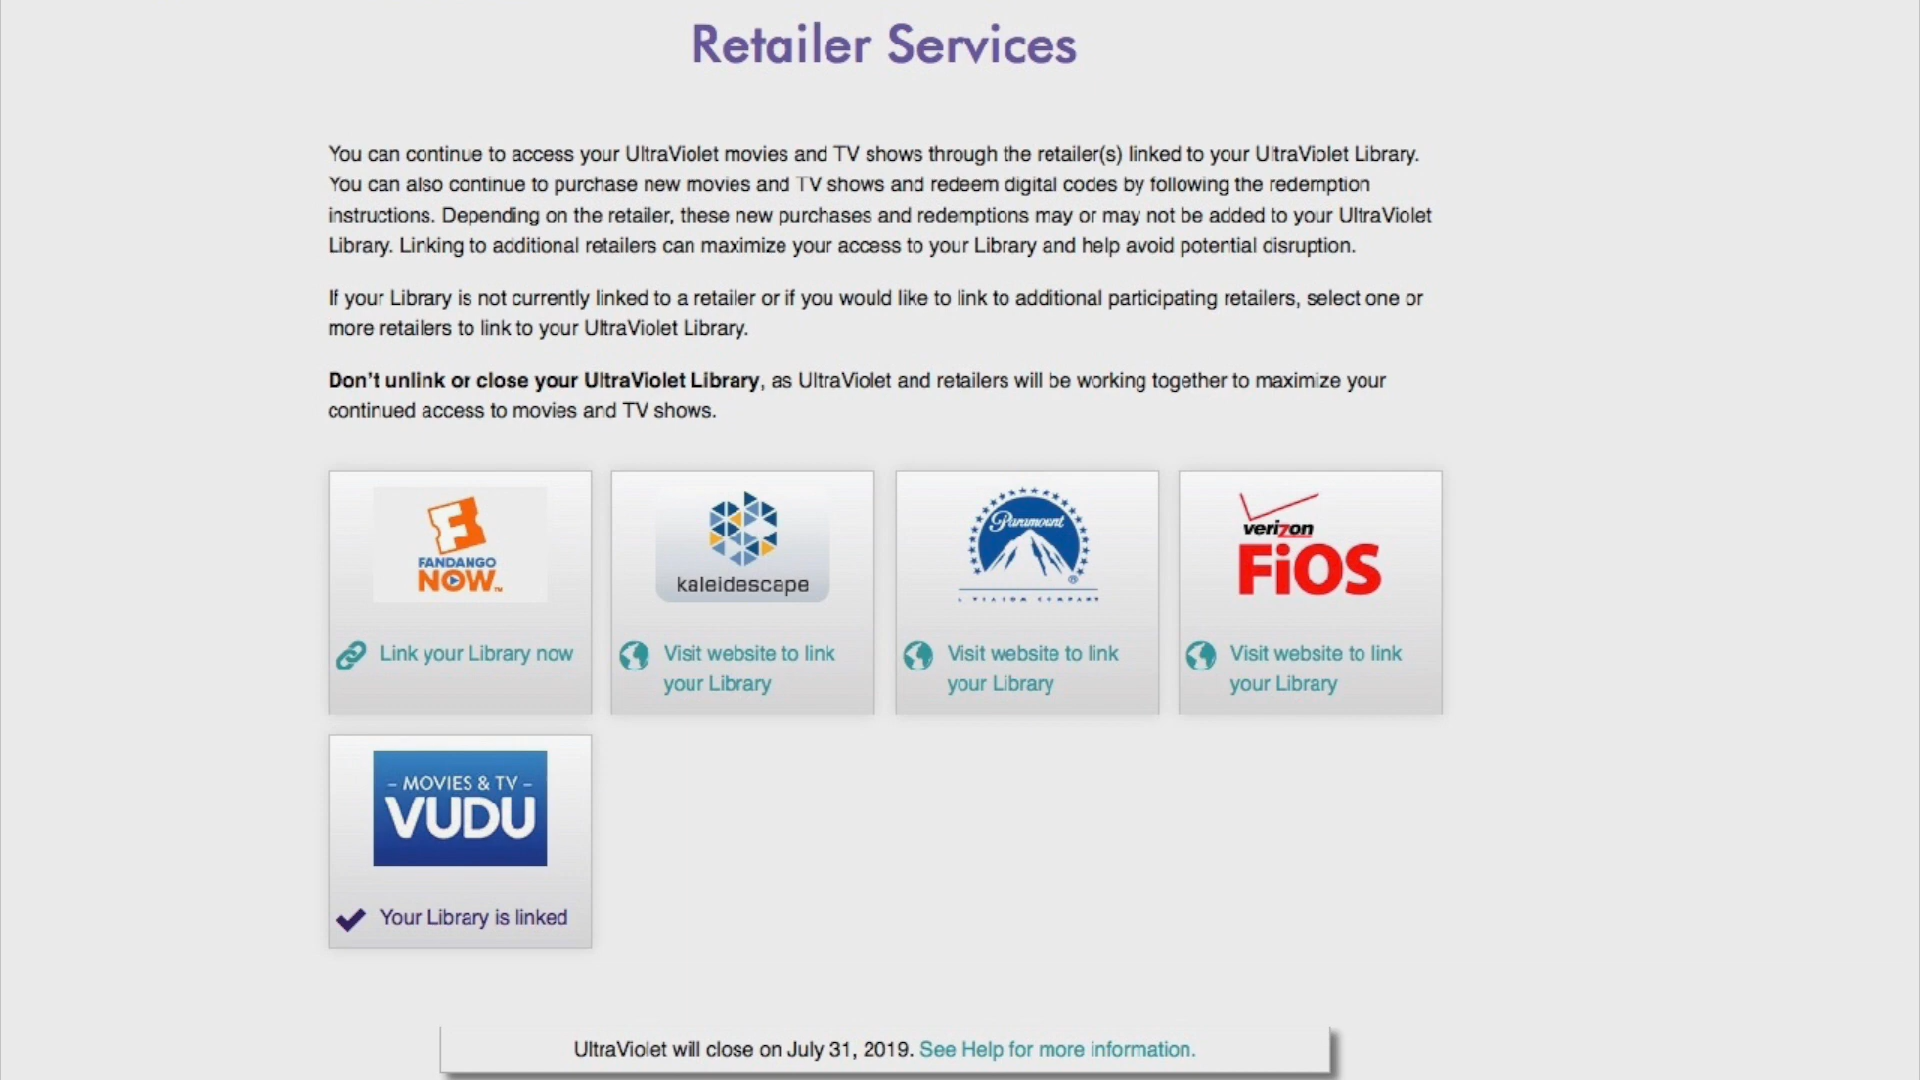 Retailer Services
You can continue to access your UltraViolet movies and TV shows through the retailer(s) linked to your UltraViolet Library.
You can also continue to purchase new movies and TV shows and redeem digital codes by following the redemption
instructions. Depending on the retailer, these new purchases and redemptions may or may not be added to your UltraViolet
Library. Linking to additional retailers can maximize your access to your Library and help avoid potential disruption.
If your Library is not currently linked to a retailer or if you would like to link to additional participating retailers, select one or
more retailers to link to your UltraViolet Library.
Don't unlink or close your UltraViolet Library, as UltraViolet and retailers will be working together to maximize your
continued access to movies and TV shows.
FANDANGO
NOW™
Link your Library now
kaleidescape
Visit website to link
your Library
Paramount
®
A VIACOM COMPANY
Visit website to link
your Library
verizon
FiOS
Visit website to link
your Library
– MOVIES & TV –
VUDU
Your Library is linked
UltraViolet will close on July 31, 2019. See Help for more information.